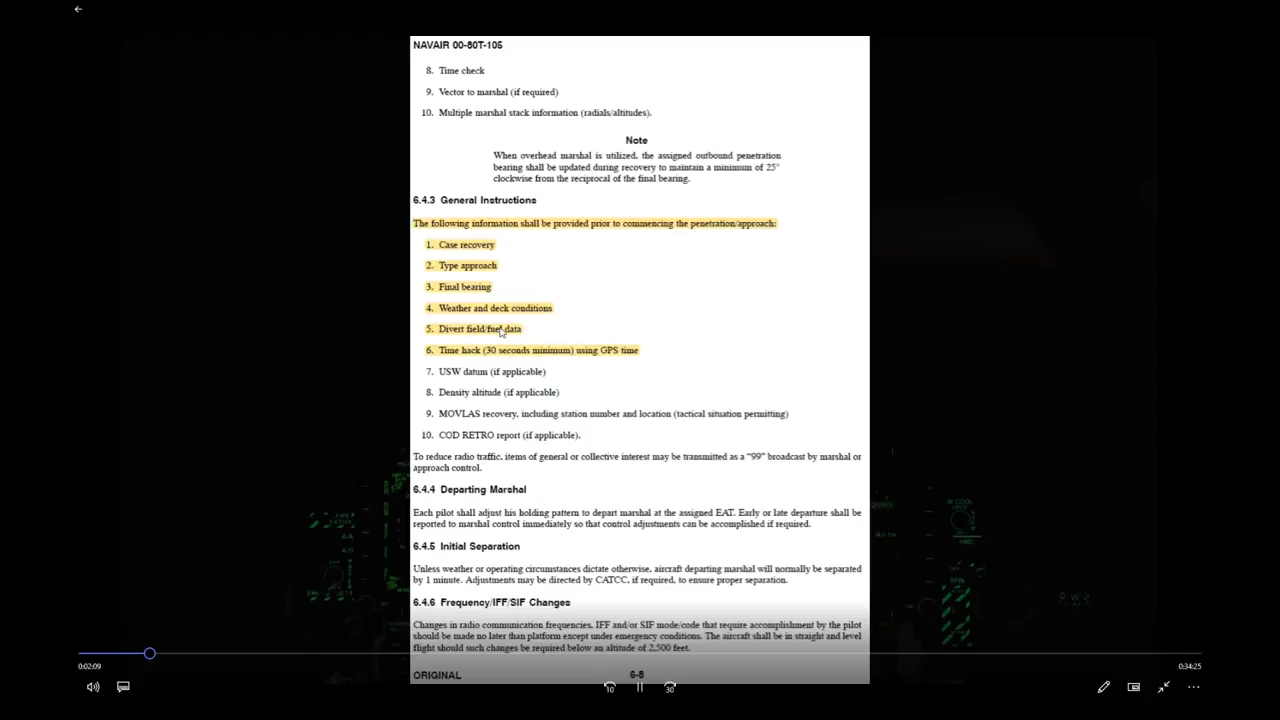 NAVAIR 00-80T-105
8. Time check
9. Vector to marshal (if required)
10. Multiple marshal stack information (radials/altitudes).
Note
When overhead marshal is utilized, the assigned outbound penetration
bearing shall be updated during recovery to maintain a minimum of 25°
clockwise from the reciprocal of the final bearing.
6.4.3 General Instructions
The following information shall be provided prior to commencing the penetration/approach:
1. Case recovery
2. Type approach
3. Final bearing
4. Weather and deck conditions
5. Divert field/fuel data
6. Time hack (30 seconds minimum) using GPS time
7. USW datum (if applicable)
8. Density altitude (if applicable)
9. MOVLAS recovery, including station number and location (tactical situation permitting)
10. COD RETRO report (if applicable).
To reduce radio traffic, items of general or collective interest may be transmitted as a “99” broadcast by marshal or
approach control.
6.4.4 Departing Marshal
Each pilot shall adjust his holding pattern to depart marshal at the assigned EAT. Early or late departure shall be
reported to marshal control immediately so that control adjustments can be accomplished if required.
6.4.5 Initial Separation
Unless weather or operating circumstances dictate otherwise, aircraft departing marshal will normally be separated
by 1 minute. Adjustments may be directed by CATCC, if required, to ensure proper separation.
6.4.6 Frequency/IFF/SIF Changes
Changes in radio communication frequencies, IFF and/or SIF mode/code that require accomplishment by the pilot
should be made no later than platform except under emergency conditions. The aircraft shall be in straight and level
flight should such changes be required below an altitude of 2,500 feet.
0:02:09
0:34:25
ORIGINAL
6-8
10
30
COOL
SPIN
A/A